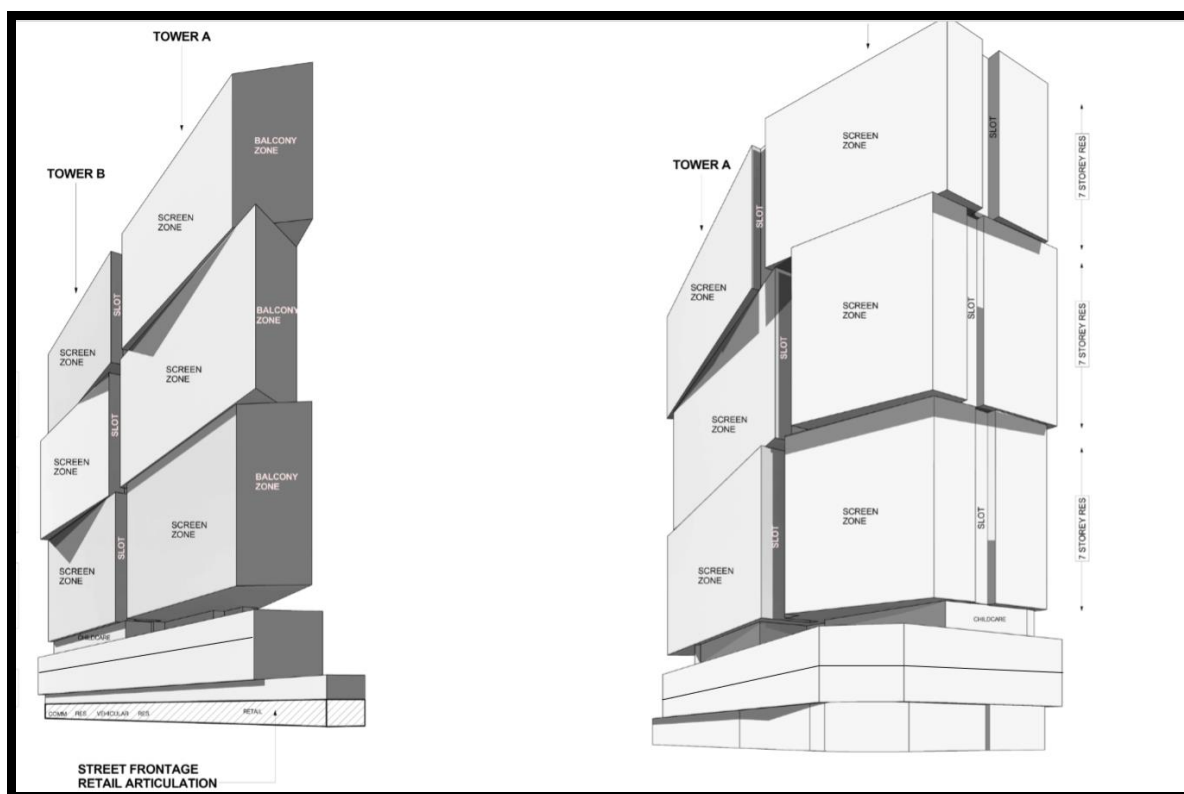 TOWER A
BALCONY
ZONE
TOWER B
SCREEN
ZONE
SLOT
BALCONY
ZONE
SCREEN
ZONE
SCREEN
ZONE
SLOT
SCREEN
ZONE
BALCONY
ZONE
SCREEN
ZONE
SLOT
SCREEN
ZONE
CHILDCARE
COMM RES VEHICULAR RES RETAIL
STREET FRONTAGE
RETAIL ARTICULATION
SCREEN
ZONE
SLOT
7 STOREY RES
TOWER A
SLOT
SCREEN
ZONE
SCREEN
ZONE
SLOT
7 STOREY RES
SLOT
SCREEN
ZONE
SCREEN
ZONE
SLOT
7 STOREY RES
SLOT
SCREEN
ZONE
CHILDCARE